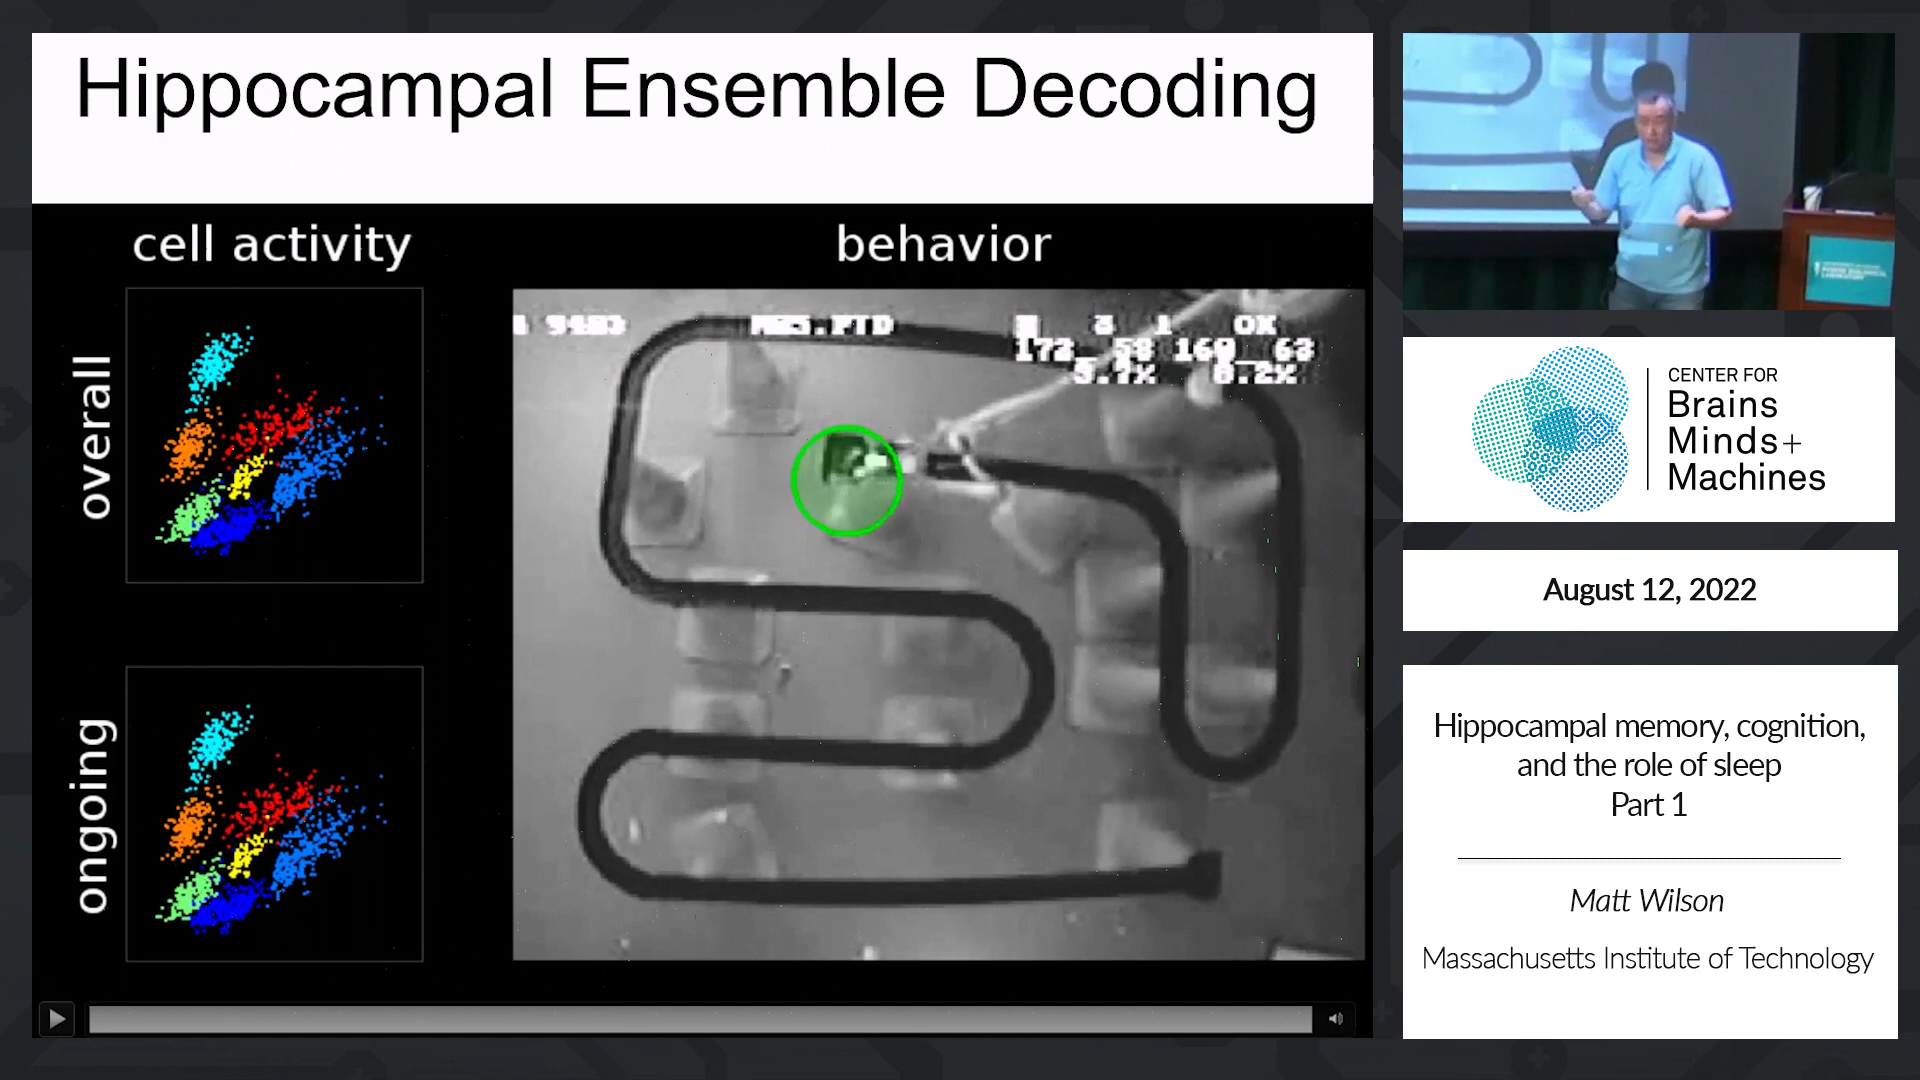 Hippocampal Ensemble Decoding
cell activity
behavior
overall
ongoing
OK
CENTER FOR
Brains
Minds+
Machines
August 12, 2022
Hippocampal memory, cognition,
and the role of sleep
Part 1
Matt Wilson
Massachusetts Institute of Technology